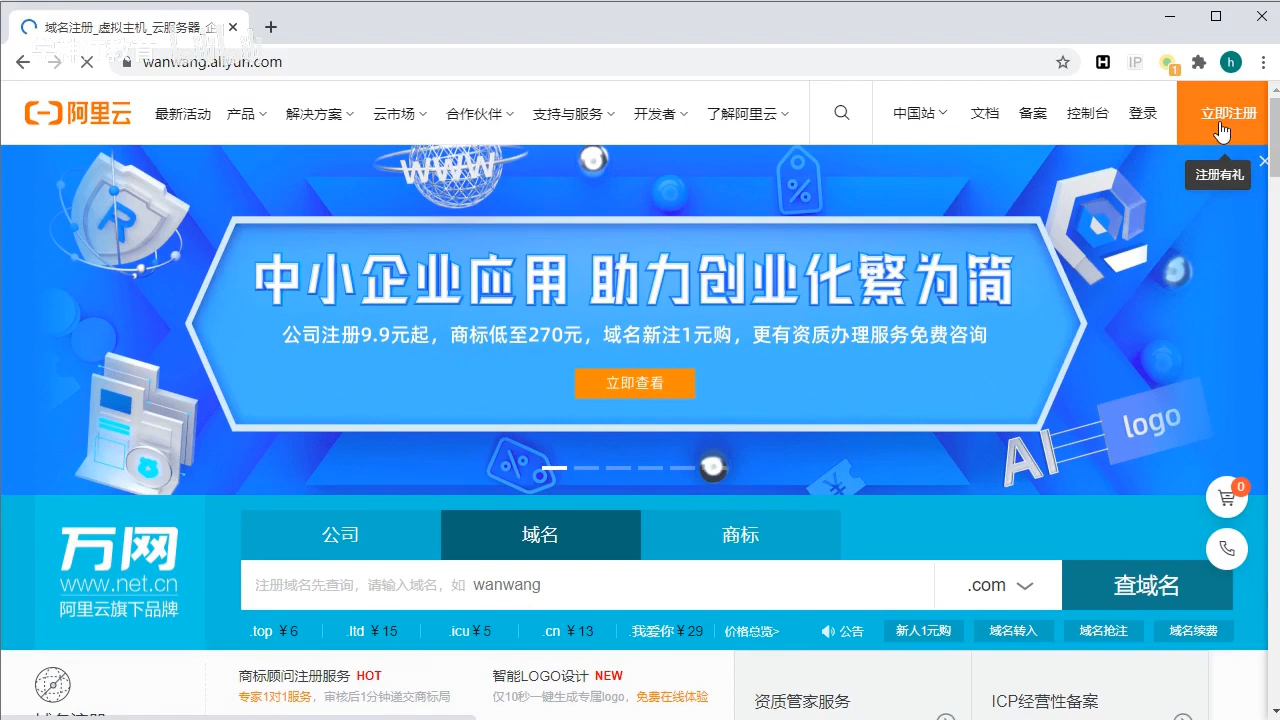 域名注册_虚拟主机_云服务器_企
wanwang.aliyun.com
IP
1
h
阿里云
最新活动 产品 解决方案 云市场 合作伙伴 支持与服务 开发者 了解阿里云
中国站 文档 备案 控制台 登录 立即注册
注册有礼
WWW
中小企业应用 助力创业化繁为简
公司注册9.9元起，商标低至270元，域名新注1元购，更有资质办理服务免费咨询
立即查看
logo
AI
0
万网
www.net.cn
阿里云旗下品牌
公司 域名 商标
注册域名先查询，请输入域名，如 wanwang
.com
查域名
.top ¥ 6 .ltd ¥ 15 .icu ¥ 5 .cn ¥ 13 .我爱你 ¥ 29 价格总览> 公告 新人1元购 域名转入 域名抢注 域名续费
商标顾问注册服务 HOT
专家1对1服务，审核后1分钟递交商标局
智能LOGO设计 NEW
仅10秒一键生成专属logo，免费在线体验
资质管家服务
ICP经营性备案